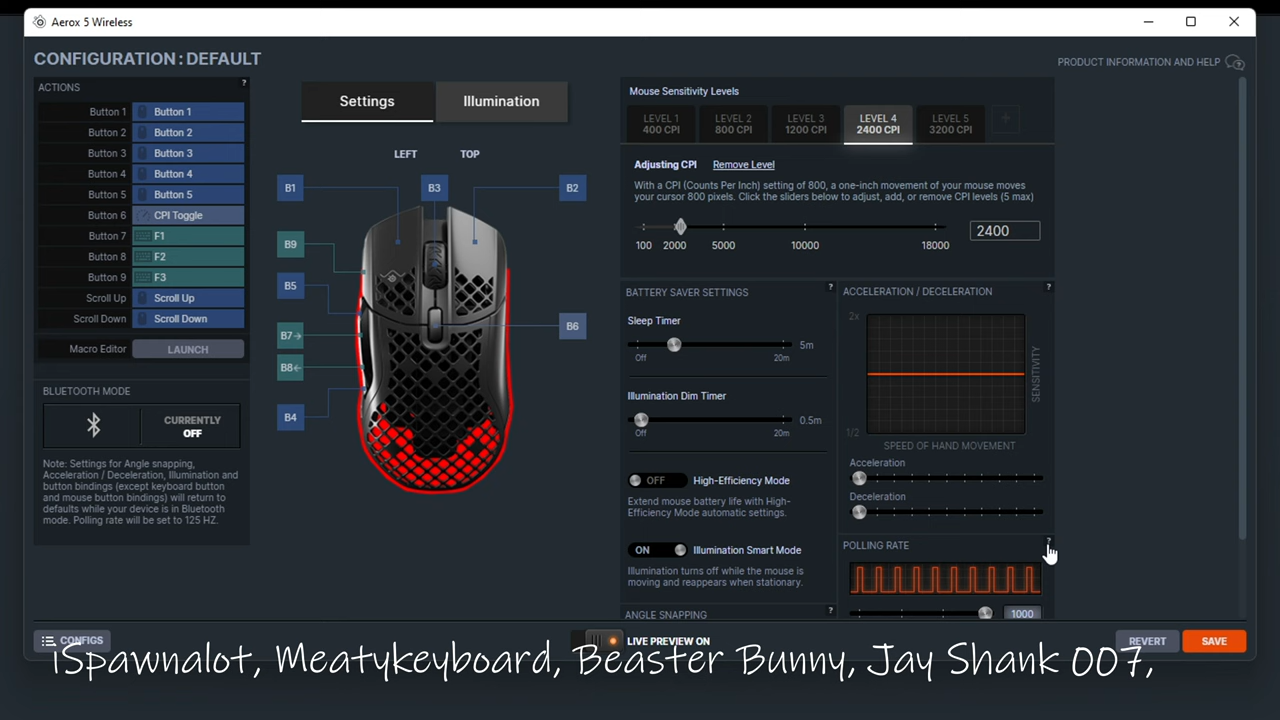 Aerox 5 Wireless
CONFIGURATION : DEFAULT
PRODUCT INFORMATION AND HELP
ACTIONS ?
Button 1 Button 1
Button 2 Button 2
Button 3 Button 3
Button 4 Button 4
Button 5 Button 5
Button 6 CPI Toggle
Button 7 F1
Button 8 F2
Button 9 F3
Scroll Up Scroll Up
Scroll Down Scroll Down
Macro Editor LAUNCH
BLUETOOTH MODE
CURRENTLY
OFF
Note: Settings for Angle snapping,
Acceleration / Deceleration, Illumination and
button bindings (except keyboard button
and mouse button bindings) will return to
defaults while your device is in Bluetooth
mode. Polling rate will be set to 125 HZ.
Settings Illumination
LEFT TOP
B1 B3 B2
B9
B5
B7→ B6
B8←
B4
Mouse Sensitivity Levels
LEVEL 1 LEVEL 2 LEVEL 3 LEVEL 4 LEVEL 5 +
400 CPI 800 CPI 1200 CPI 2400 CPI 3200 CPI
Adjusting CPI Remove Level
With a CPI (Counts Per Inch) setting of 800, a one-inch movement of your mouse moves
your cursor 800 pixels. Click the sliders below to adjust, add, or remove CPI levels (5 max)
2400
100 2000 5000 10000 18000
BATTERY SAVER SETTINGS ?
Sleep Timer
5m
Off 20m
Illumination Dim Timer
0.5m
Off 20m
OFF High-Efficiency Mode
Extend mouse battery life with High-
Efficiency Mode automatic settings.
ON Illumination Smart Mode
Illumination turns off while the mouse is
moving and reappears when stationary.
ANGLE SNAPPING ?
ACCELERATION / DECELERATION ?
2x
SENSITIVITY
1/2
SPEED OF HAND MOVEMENT
Acceleration
Deceleration
POLLING RATE ?
1000
CONFIGS
LIVE PREVIEW ON
REVERT SAVE
iSpawnalot, Meatykeyboard, Beaster Bunny, Jay Shank 007,